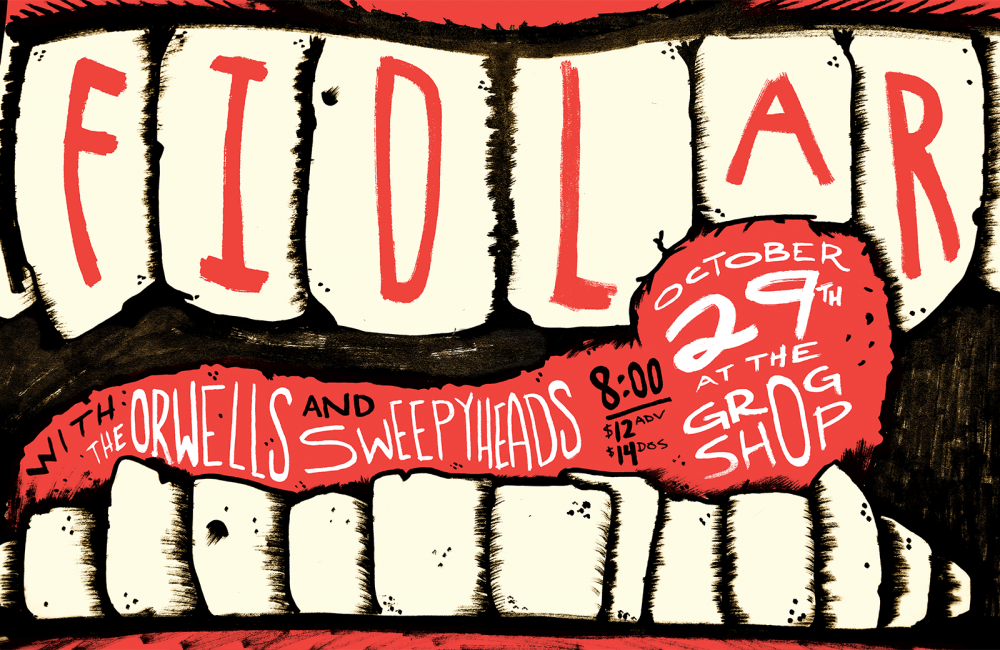 FIDLAR
OCTOBER
29TH
AT THE
GROG
SHOP
WITH
THE ORWELLS AND SWEEPYHEADS
8:00
$12 ADV
$14 DOS